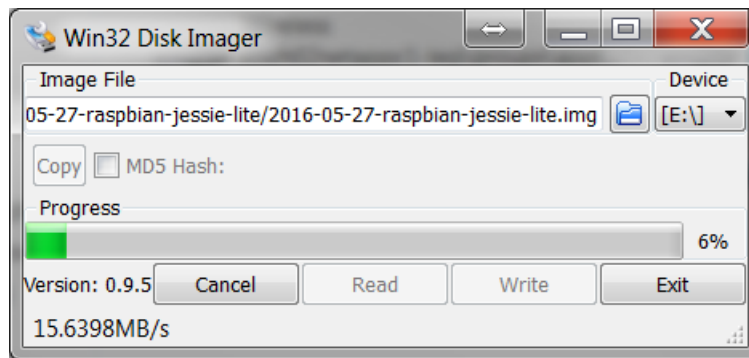 Win32 Disk Imager
Image File Device
05-27-raspbian-jessie-lite/2016-05-27-raspbian-jessie-lite.img [E:\]
Copy MD5 Hash:
Progress
6%
Version: 0.9.5 Cancel Read Write Exit
15.6398MB/s